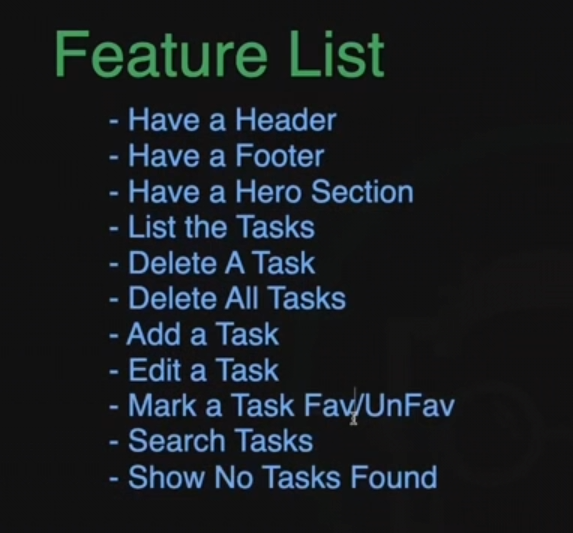 Feature List
- Have a Header
- Have a Footer
- Have a Hero Section
- List the Tasks
- Delete A Task
- Delete All Tasks
- Add a Task
- Edit a Task
- Mark a Task Fav/UnFav
- Search Tasks
- Show No Tasks Found